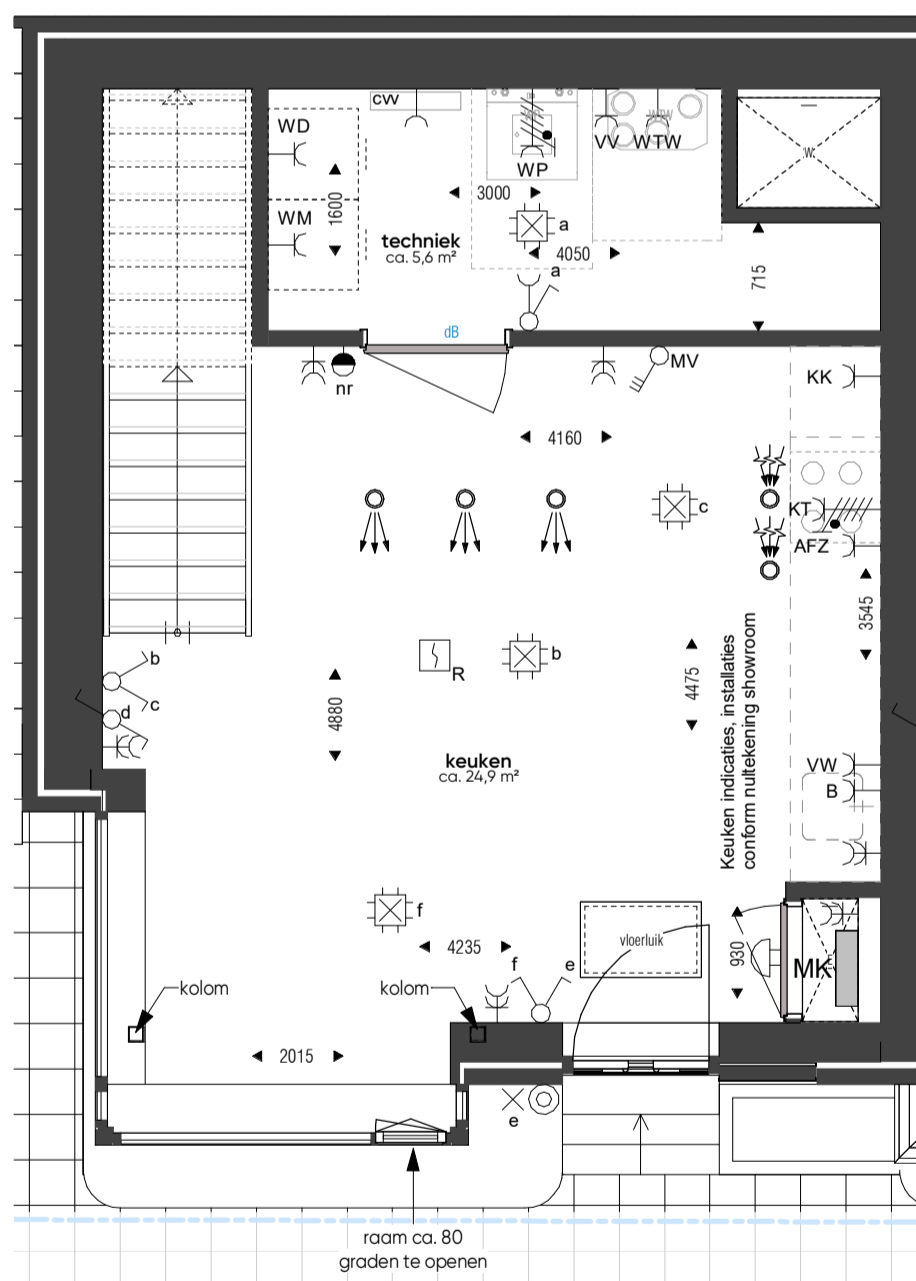 cw
WD
WP
VV
WTW
W.
3000
1600
WM
a
techniek
ca. 5,6 m²
4050
a
715
dB
nr
MV
KK
4160
c
KT
AFZ
3545
b
R
b
c
d
4880
4475
keuken
ca. 24,9 m²
Keuken indicaties, installaties
conform nultekening showroom
VW
B
f
4235
vloerluik
930
MK
f
e
kolom
kolom
2015
e
raam ca. 80
graden te openen